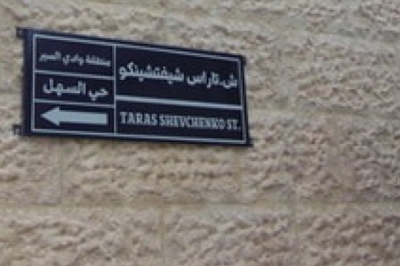 ش. تاراس شيفتشينكو
TARAS SHEVCHENKO ST.
منطقة وادي السير
حي السهل